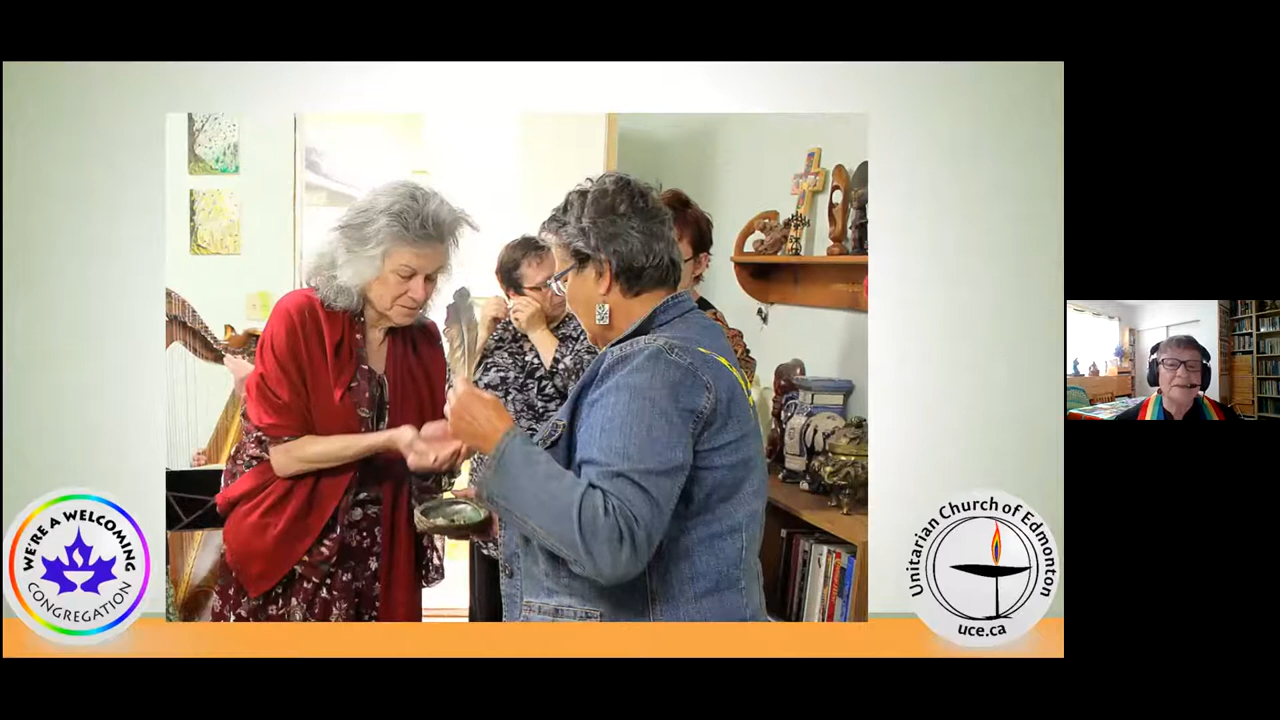 WE'RE A WELCOMING
CONGREGATION
Unitarian Church of Edmonton
uce.ca